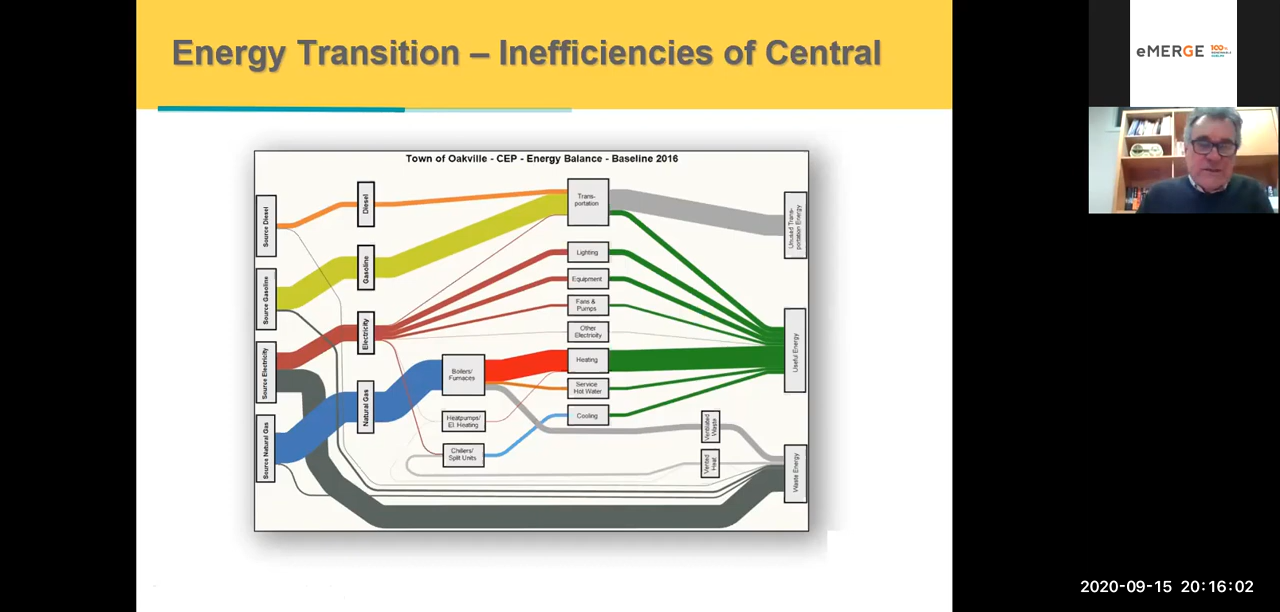 Energy Transition – Inefficiencies of Central
eMERGE
100%
Town of Oakville - CEP - Energy Balance - Baseline 2016
Source Diesel
Source Gasoline
Source Electricity
Source Natural Gas
Diesel
Gasoline
Electricity
Natural Gas
Boilers/
Furnaces
Heatpumps/
El. Heating
Chillers/
Split Units
Trans-
portation
Lighting
Equipment
Fans &
Pumps
Other
Electricity
Heating
Service
Hot Water
Cooling
Ventilated
Waste
Vented
Heat
Unused Trans-
portation Energy
Useful Energy
Waste Energy
2020-09-15 20:16:02